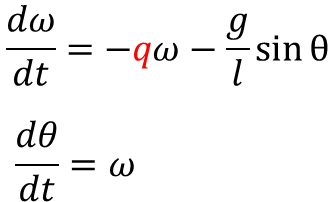 dω/dt = −qω − g/l sin θ
dθ/dt = ω